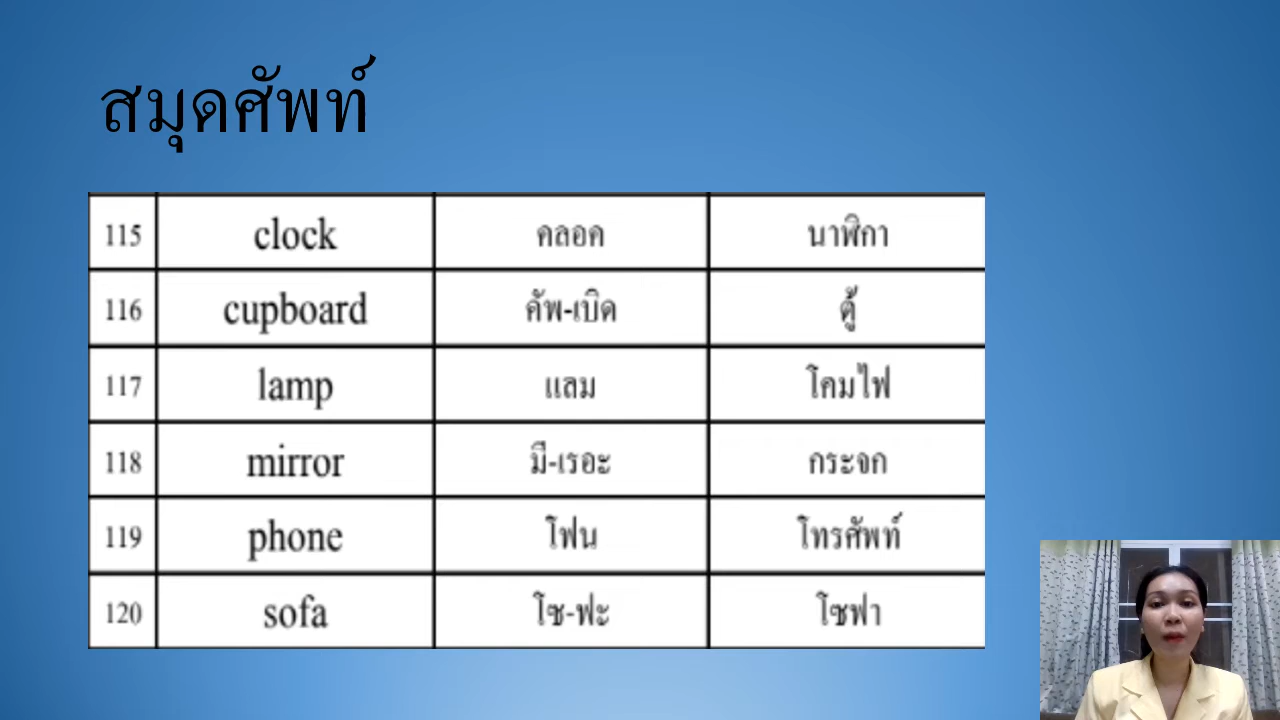 สมุดศัพท์
115 clock คลอค นาฬิกา
116 cupboard คัพ-เบิด ตู้
117 lamp แลม โคมไฟ
118 mirror มี-เรอะ กระจก
119 phone โฟน โทรศัพท์
120 sofa โซ-ฟะ โซฟา